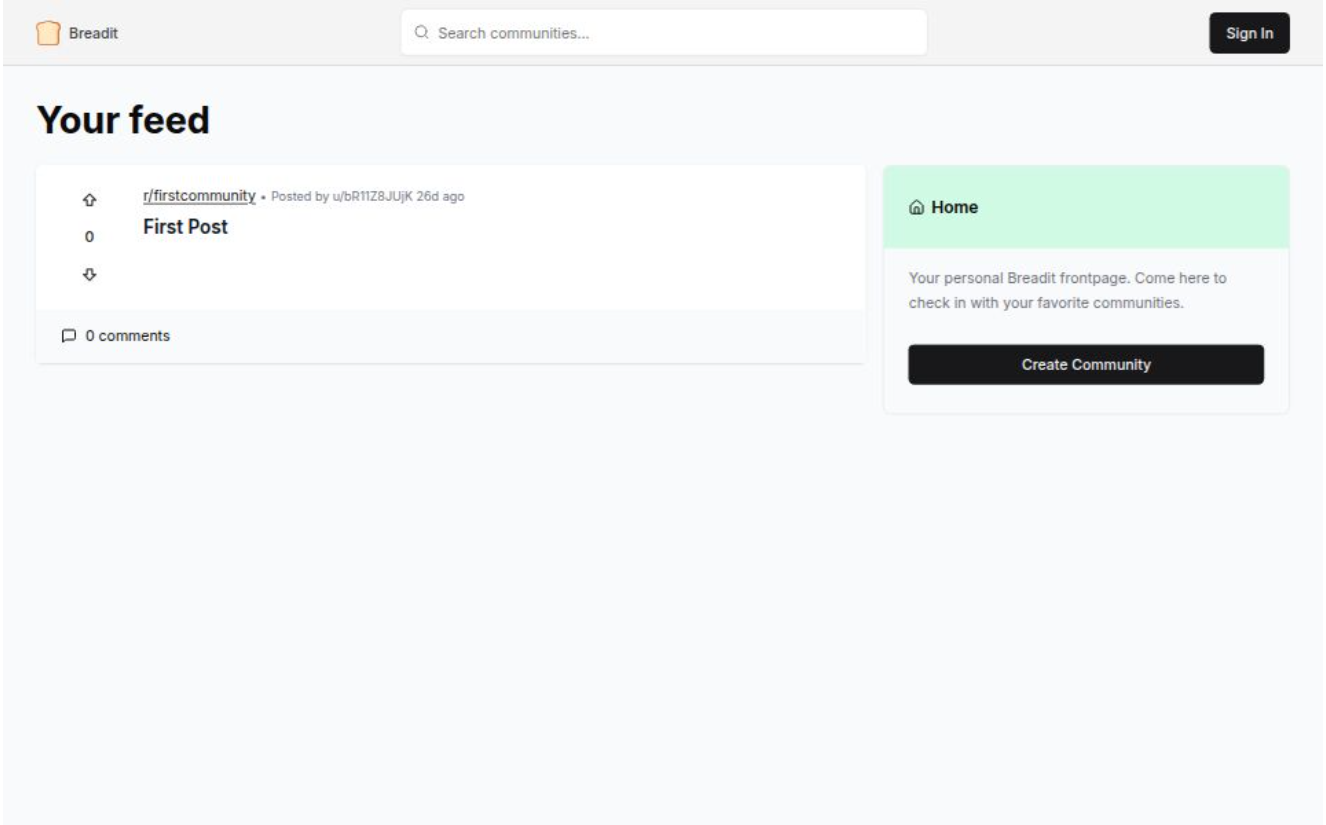 Breadit
Search communities...
Sign In
Your feed
r/firstcommunity • Posted by u/bR11Z8JUjK 26d ago
First Post
0
0 comments
Home
Your personal Breadit frontpage. Come here to
check in with your favorite communities.
Create Community